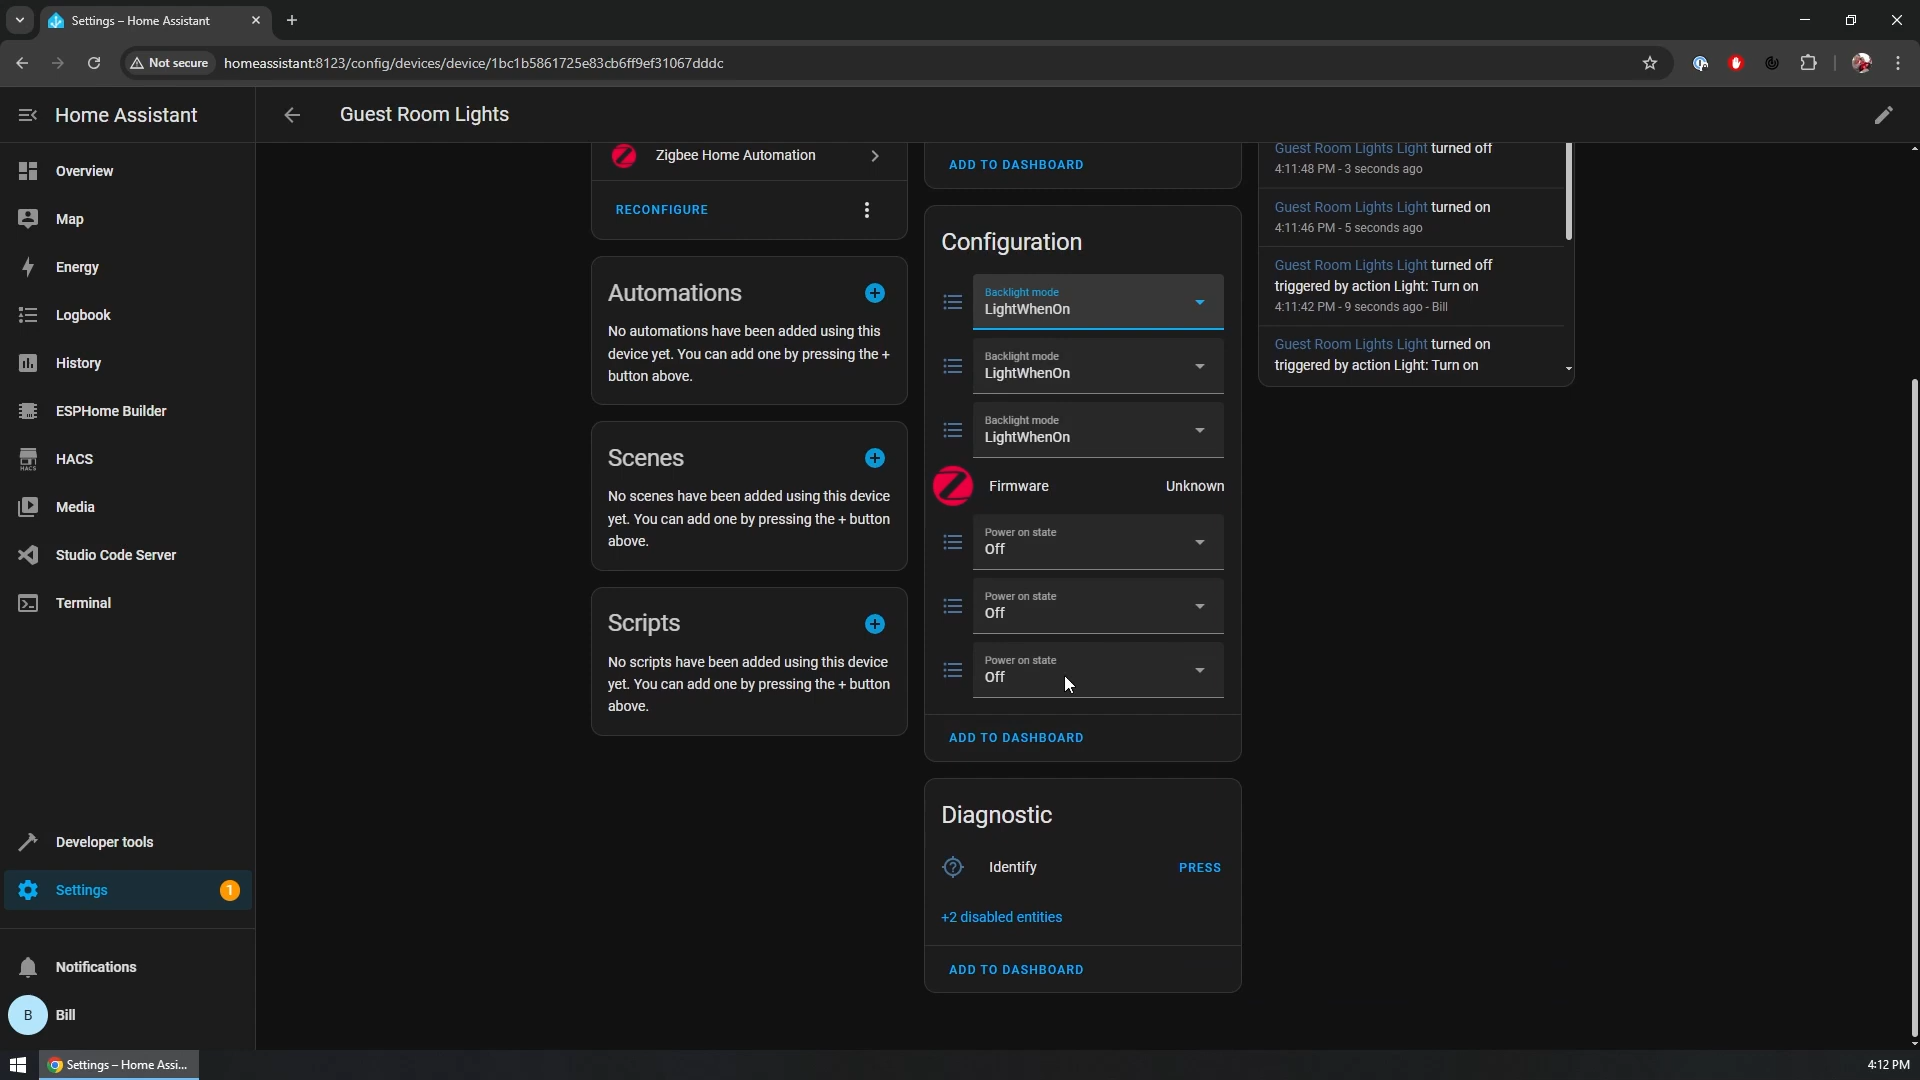 Settings – Home Assistant
Not secure
homeassistant:8123/config/devices/device/1bc1b5861725e83cb6ff9ef31067dddc
Home Assistant
Guest Room Lights
Overview
Map
Energy
Logbook
History
ESPHome Builder
HACS
HACS
Media
Studio Code Server
Terminal
Developer tools
Settings
1
Notifications
B
Bill
Zigbee Home Automation
RECONFIGURE
Automations
No automations have been added using this
device yet. You can add one by pressing the +
button above.
Scenes
No scenes have been added using this device
yet. You can add one by pressing the + button
above.
Scripts
No scripts have been added using this device
yet. You can add one by pressing the + button
above.
ADD TO DASHBOARD
Configuration
Backlight mode
LightWhenOn
Backlight mode
LightWhenOn
Backlight mode
LightWhenOn
Firmware
Unknown
Power on state
Off
Power on state
Off
Power on state
Off
ADD TO DASHBOARD
Diagnostic
Identify
PRESS
+2 disabled entities
ADD TO DASHBOARD
Guest Room Lights Light turned off
4:11:48 PM - 3 seconds ago
Guest Room Lights Light turned on
4:11:46 PM - 5 seconds ago
Guest Room Lights Light turned off
triggered by action Light: Turn on
4:11:42 PM - 9 seconds ago - Bill
Guest Room Lights Light turned on
triggered by action Light: Turn on
Settings – Home Assi...
4:12 PM